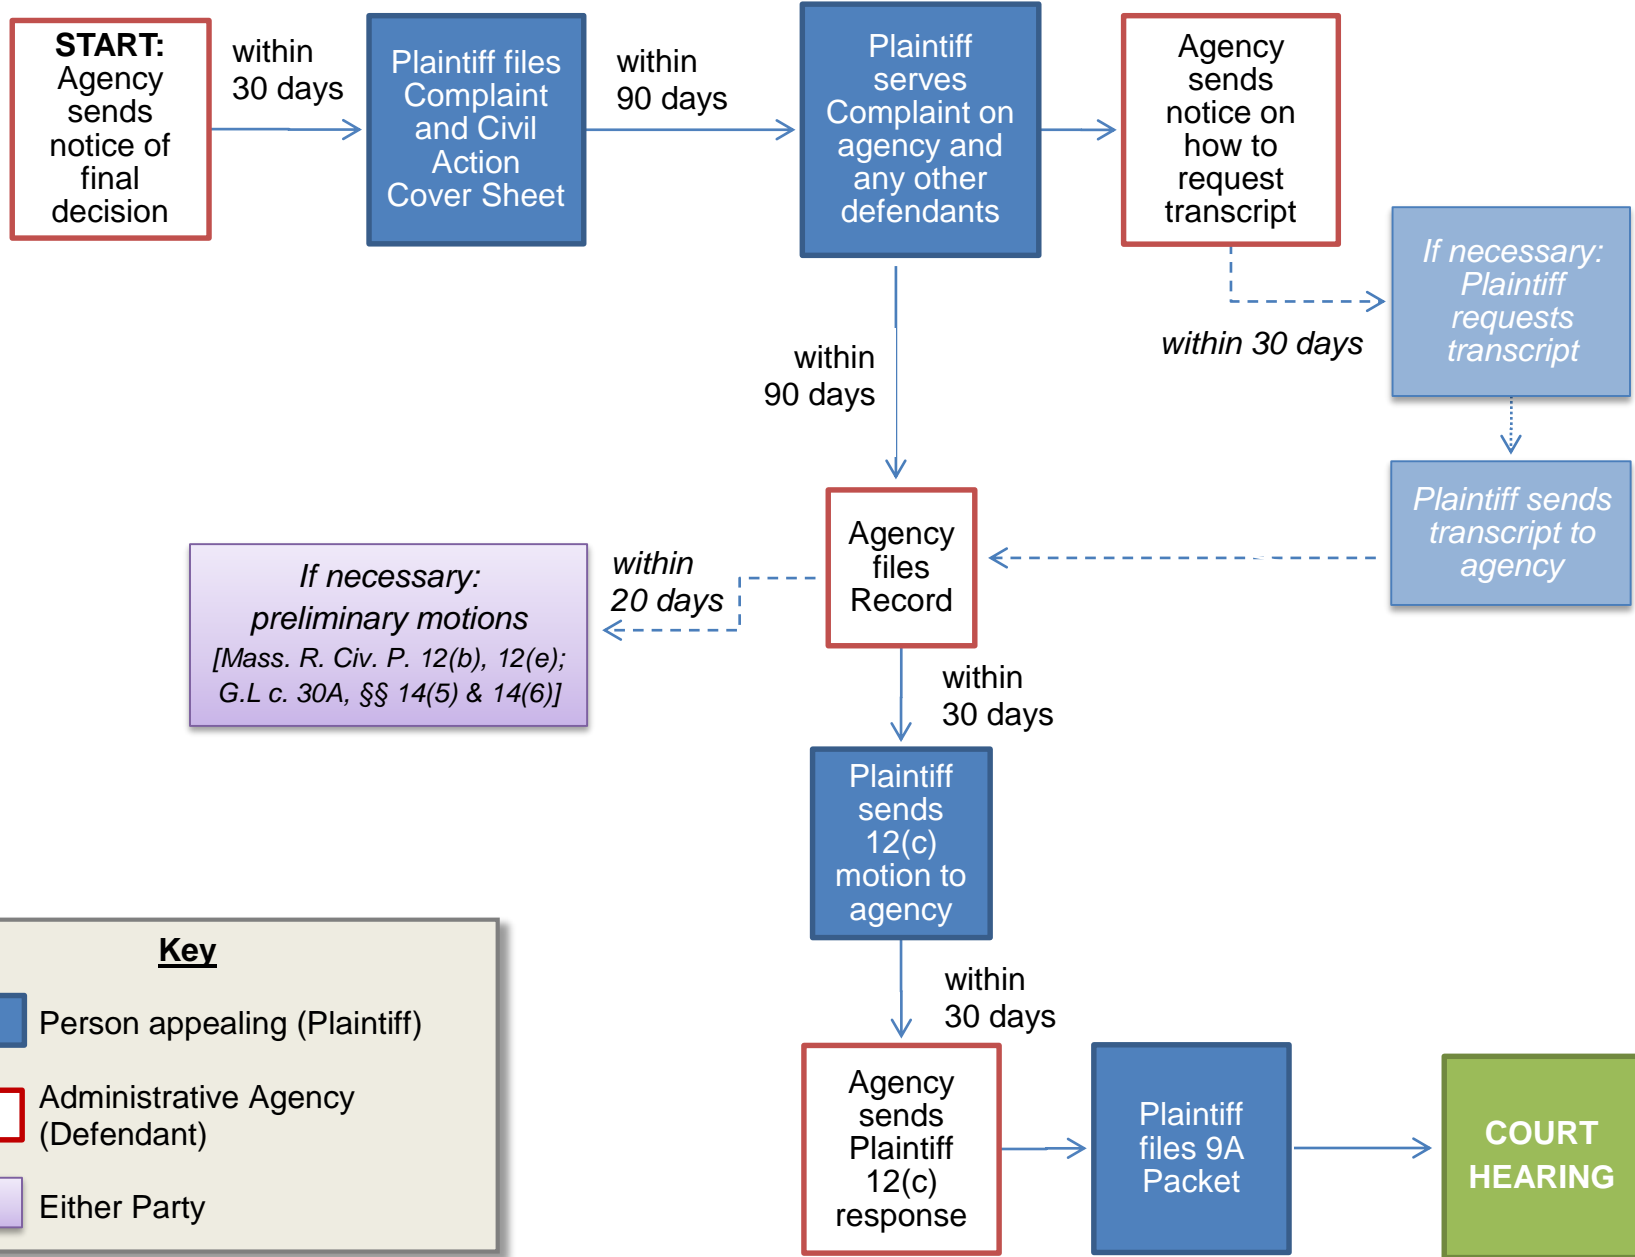 START:
Agency
sends
notice of
final
decision
within
30 days
Plaintiff files
Complaint
and Civil
Action
Cover Sheet
within
90 days
Plaintiff
serves
Complaint on
agency and
any other
defendants
Agency
sends
notice on
how to
request
transcript
within 30 days
If necessary:
Plaintiff
requests
transcript
Plaintiff sends
transcript to
agency
within
90 days
Agency
files
Record
within
20 days
If necessary:
preliminary motions
[Mass. R. Civ. P. 12(b), 12(e);
G.L c. 30A, §§ 14(5) & 14(6)]
within
30 days
Plaintiff
sends
12(c)
motion to
agency
within
30 days
Agency
sends
Plaintiff
12(c)
response
Plaintiff
files 9A
Packet
COURT
HEARING
Key
Person appealing (Plaintiff)
Administrative Agency
(Defendant)
Either Party